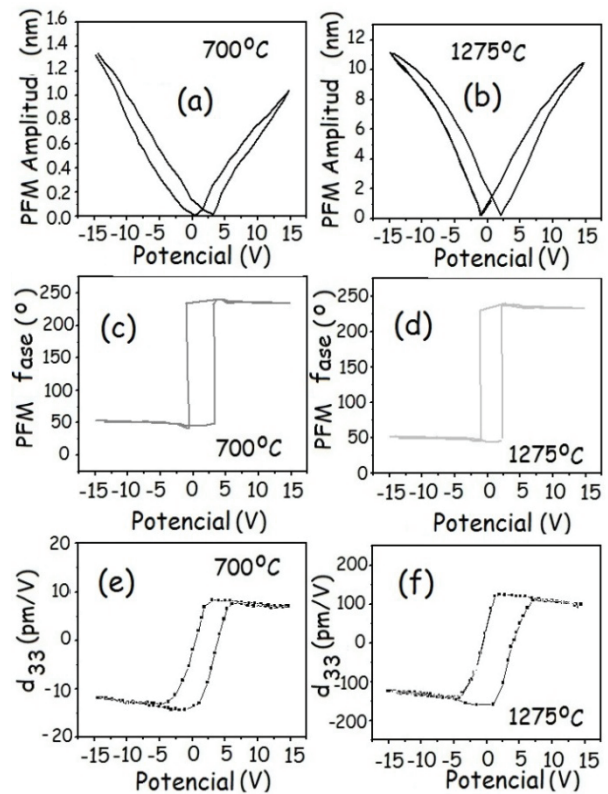 PFM Amplitud (nm)
1.6
1.4
1.2
1.0
0.8
0.6
0.4
0.2
0.0
700°C
(a)
-15 -10 -5 0 5 10 15
Potencial (V)
PFM Amplitud (nm)
12
10
8
6
4
2
0
1275°C
(b)
-15 -10 -5 0 5 10 15
Potencial (V)
PFM fase (°)
250
200
150
100
50
0
(c)
700°C
-15 -10 -5 0 5 10 15
Potencial (V)
PFM fase (°)
250
200
150
100
50
0
(d)
1275°C
-15 -10 -5 0 5 10 15
Potencial (V)
d33 (pm/V)
20
10
0
-10
-20
(e)
700°C
-15 -10 -5 0 5 10 15
Potencial (V)
d33 (pm/V)
200
100
0
-100
-200
(f)
1275°C
-15 -10 -5 0 5 10 15
Potencial (V)